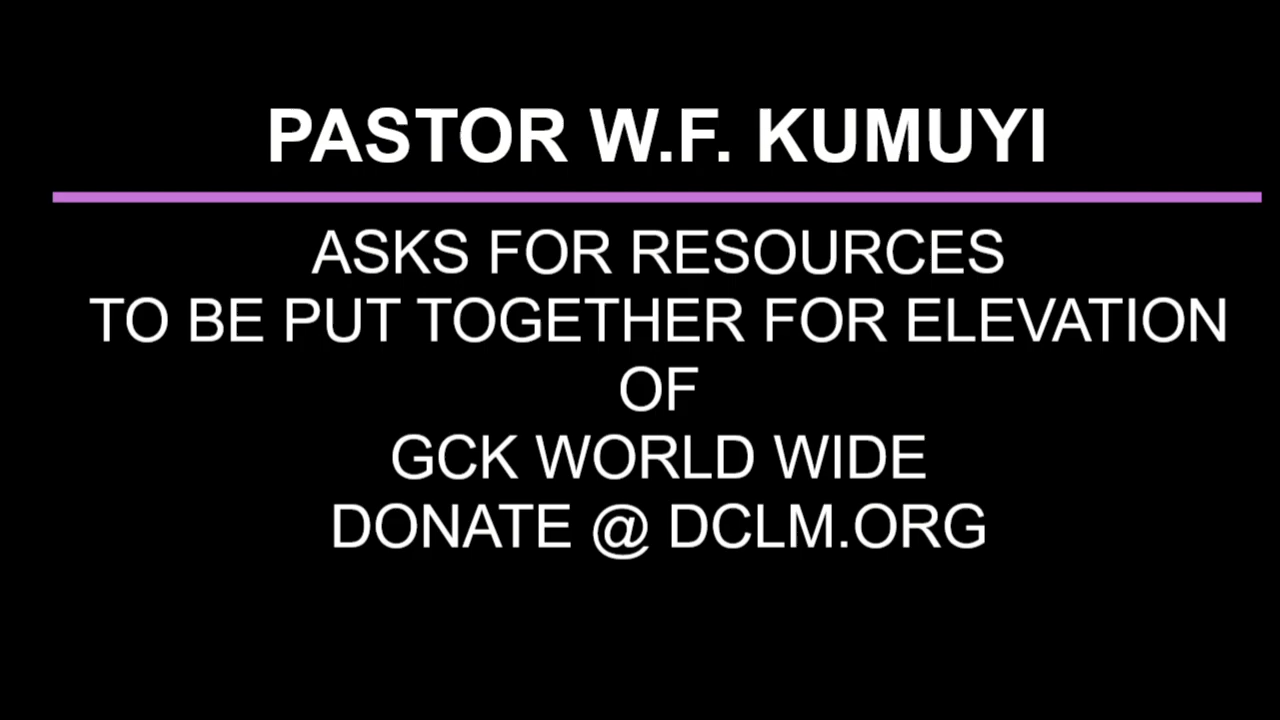 PASTOR W.F. KUMUYI
ASKS FOR RESOURCES
TO BE PUT TOGETHER FOR ELEVATION
OF
GCK WORLD WIDE
DONATE @ DCLM.ORG